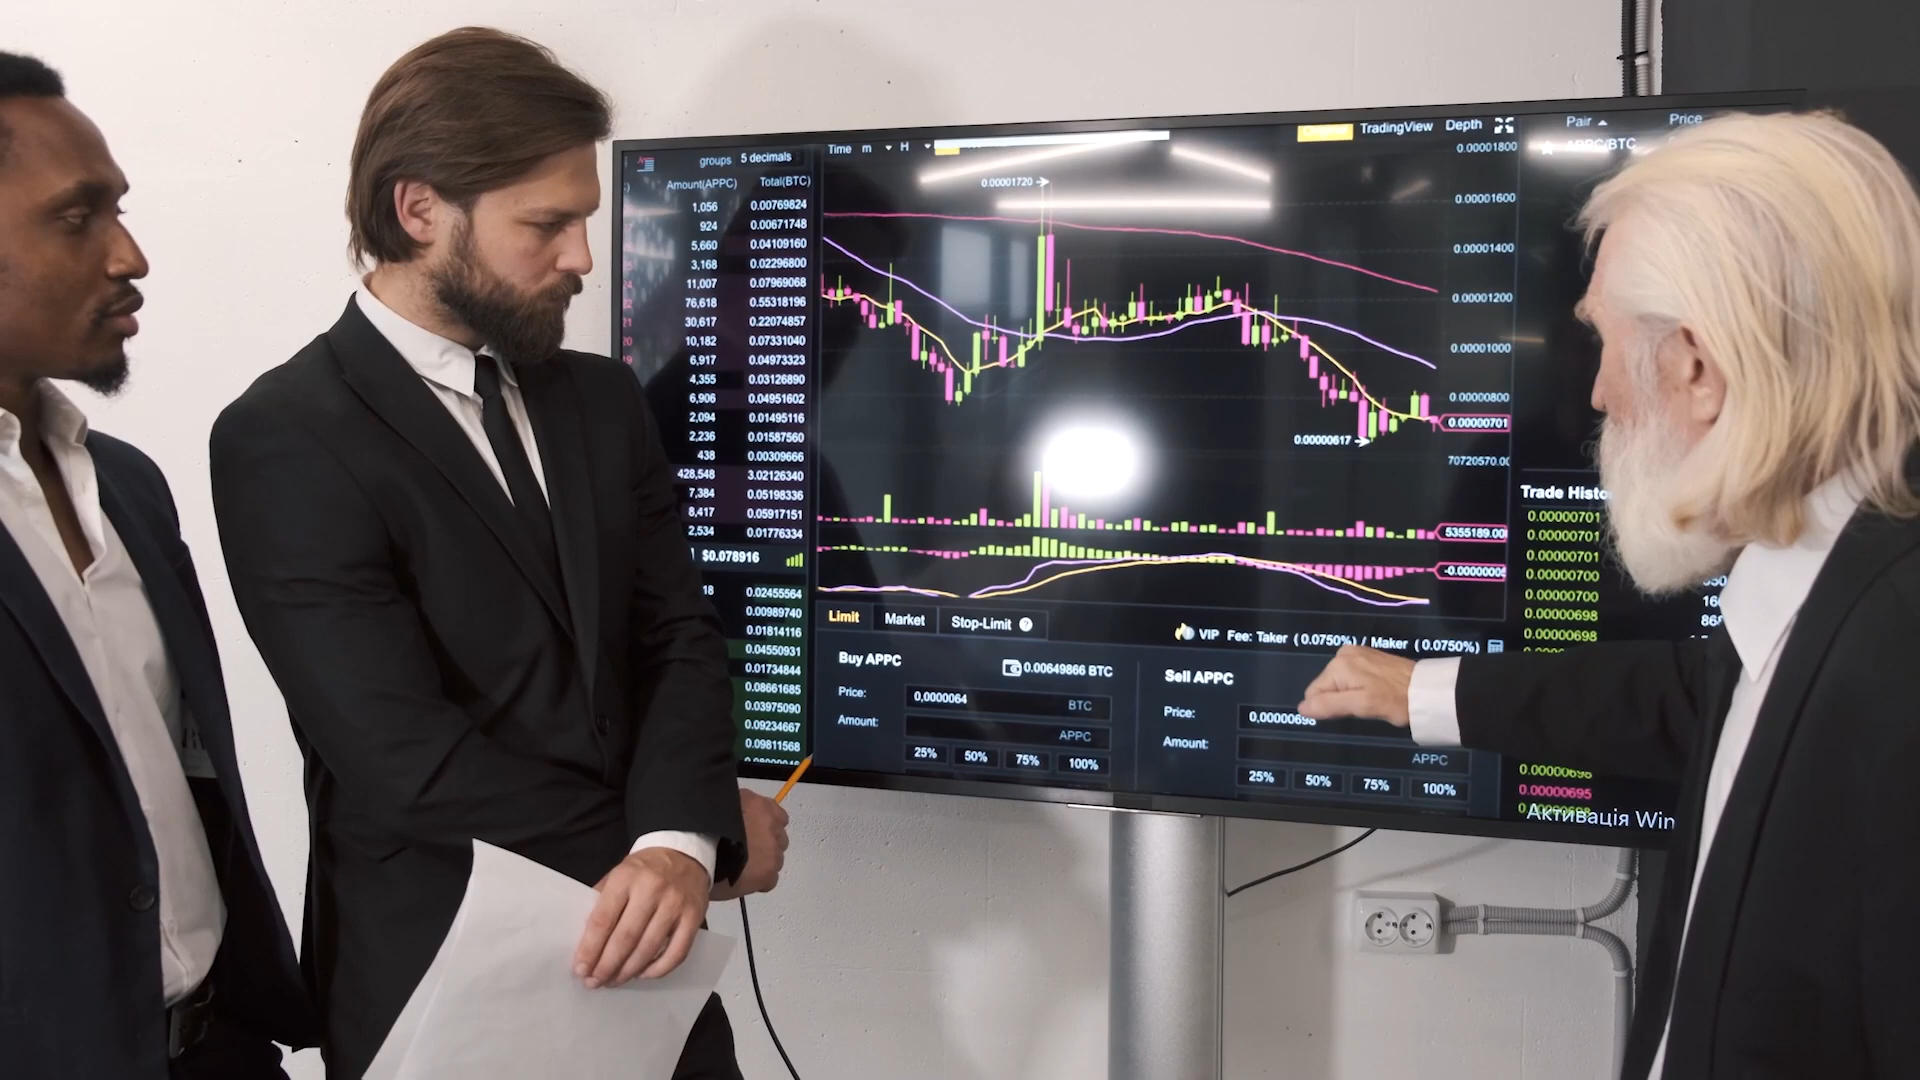 groups 5 decimals
Amount(APPC) Total(BTC)
1,056 0.00769824
924 0.00671748
5,660 0.04109160
3,168 0.02296800
11,007 0.07969068
76,618 0.55318196
30,617 0.22074857
10,182 0.07331040
6,917 0.04973323
4,355 0.03126890
6,906 0.04951602
2,094 0.01495116
2,236 0.01587560
438 0.00309666
428,548 3.02126340
7,384 0.05198336
8,417 0.05917151
2,534 0.01776334
$0.078916
18 0.02455564
0.00989740
0.01814116
0.04550931
0.01734844
0.08661685
0.03975090
0.09234667
0.09811568
Time m H
TradingView Depth
0.00001720
0.00001800
0.00001600
0.00001400
0.00001200
0.00001000
0.00000800
0.00000701
0.00000617
70720570.00
5355189.00
-0.00000005
Limit Market Stop-Limit ?
VIP Fee: Taker (0.0750%) / Maker (0.0750%)
Buy APPC 0.00649866 BTC
Price: 0,0000064 BTC
Amount: APPC
25% 50% 75% 100%
Sell APPC
Price: 0,00000698
Amount: APPC
25% 50% 75% 100%
Pair Price
APPC/BTC
Trade Histo
0.00000701
0.00000701
0.00000701
0.00000700
0.00000700
0.00000698
0.00000698
0.00000698
0.00000695
Активація Win